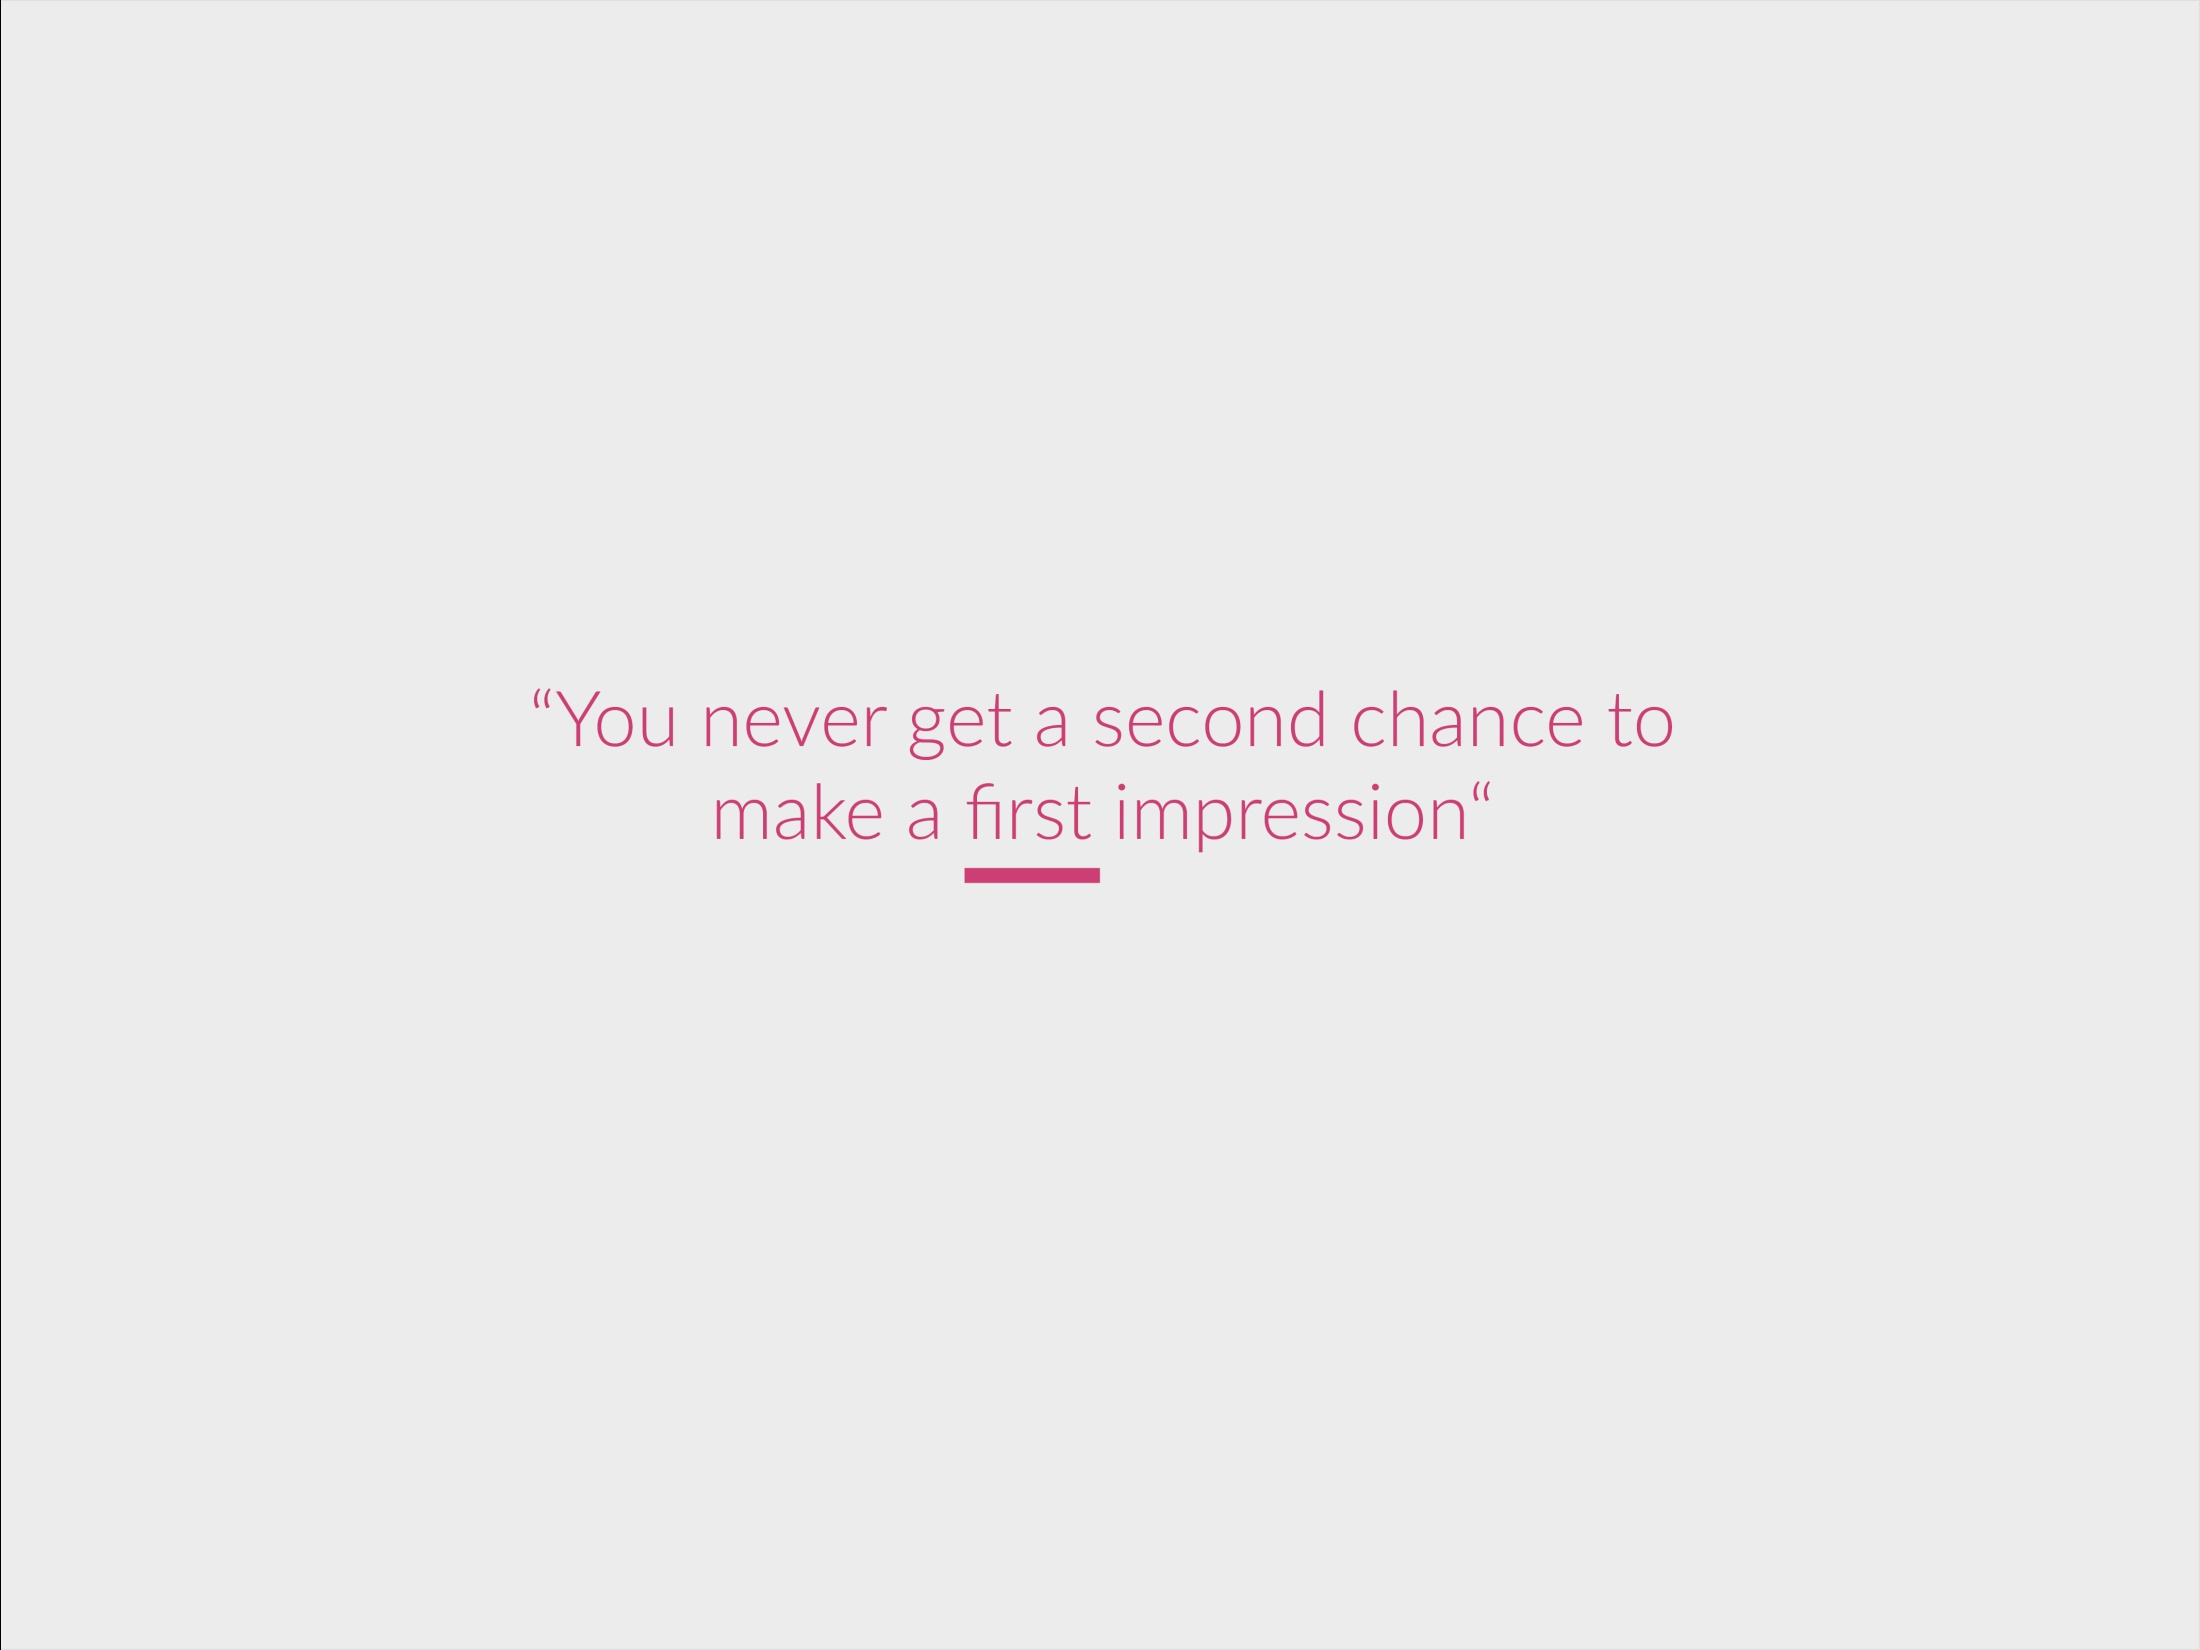 “You never get a second chance to
make a first impression“